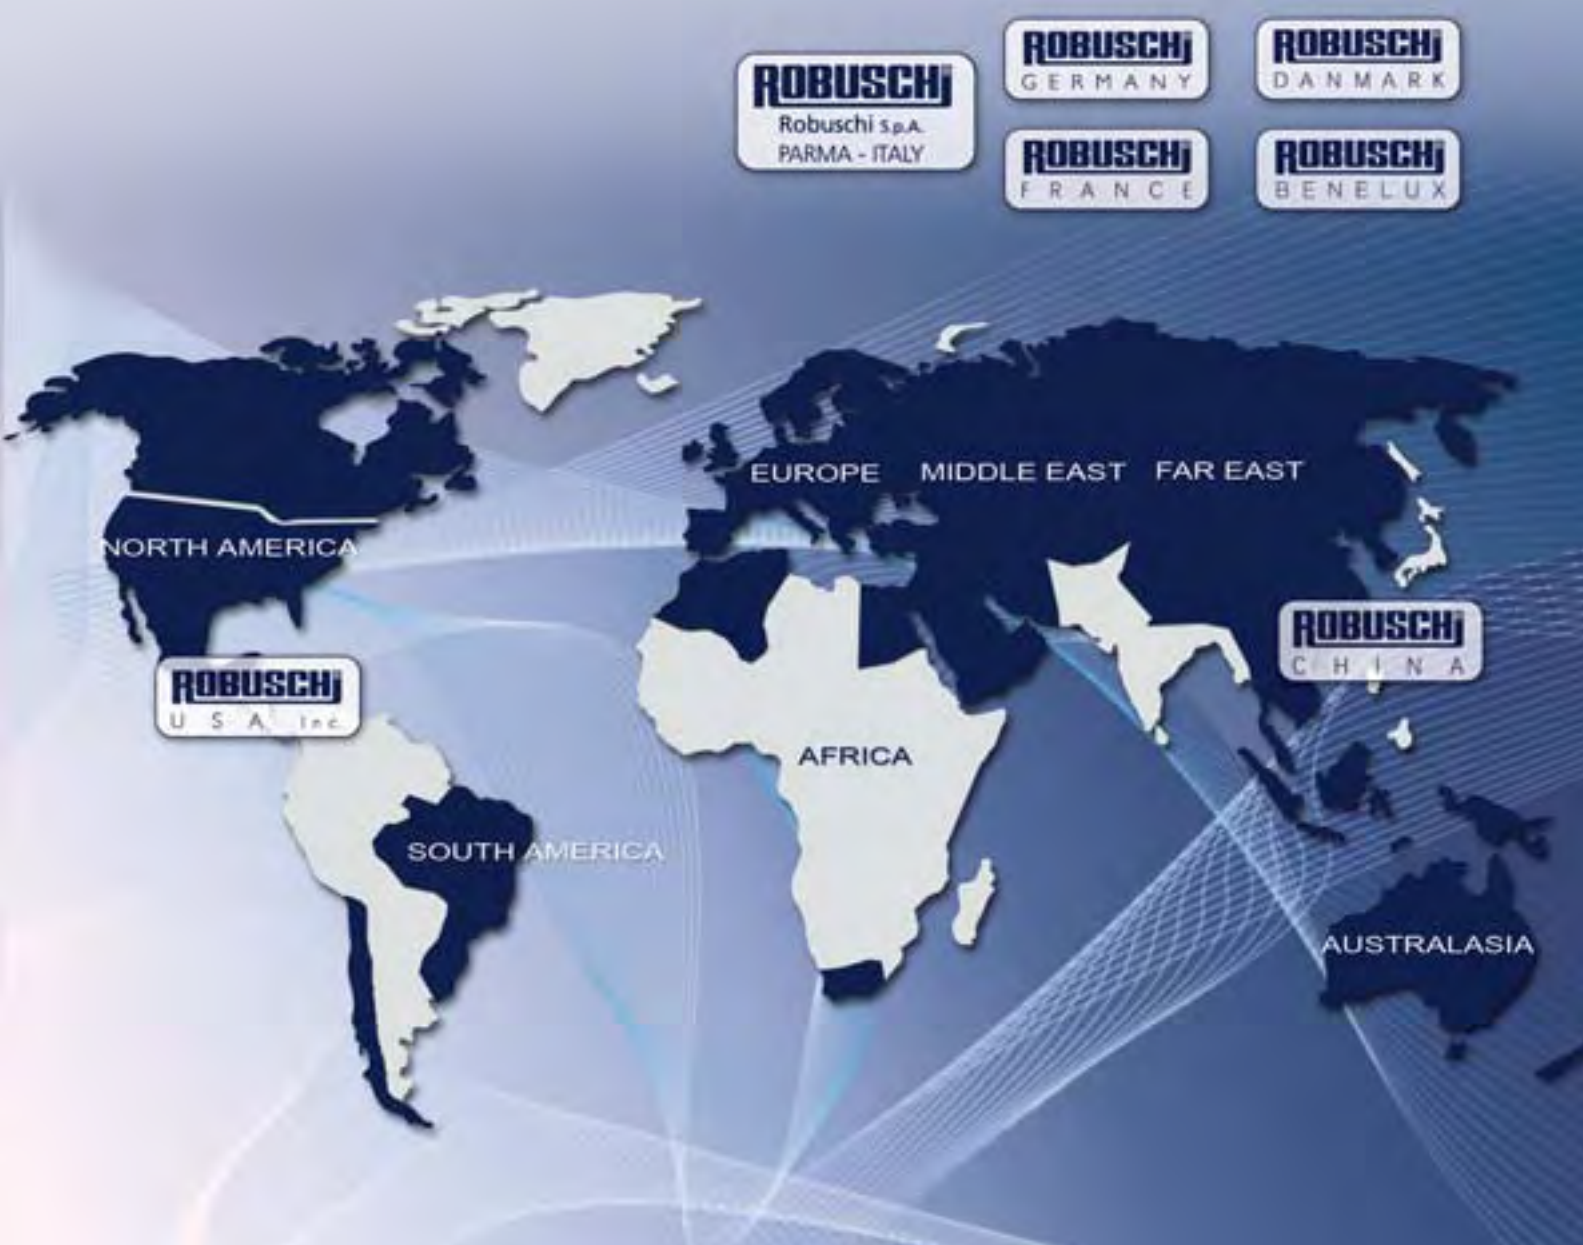 ROBUSCHi
Robuschi S.p.A.
PARMA - ITALY
ROBUSCHi
GERMANY
ROBUSCHi
DANMARK
ROBUSCHi
FRANCE
ROBUSCHi
BENELUX
EUROPE
MIDDLE EAST
FAR EAST
NORTH AMERICA
ROBUSCHi
CHINA
ROBUSCHi
USA Inc.
AFRICA
SOUTH AMERICA
AUSTRALASIA